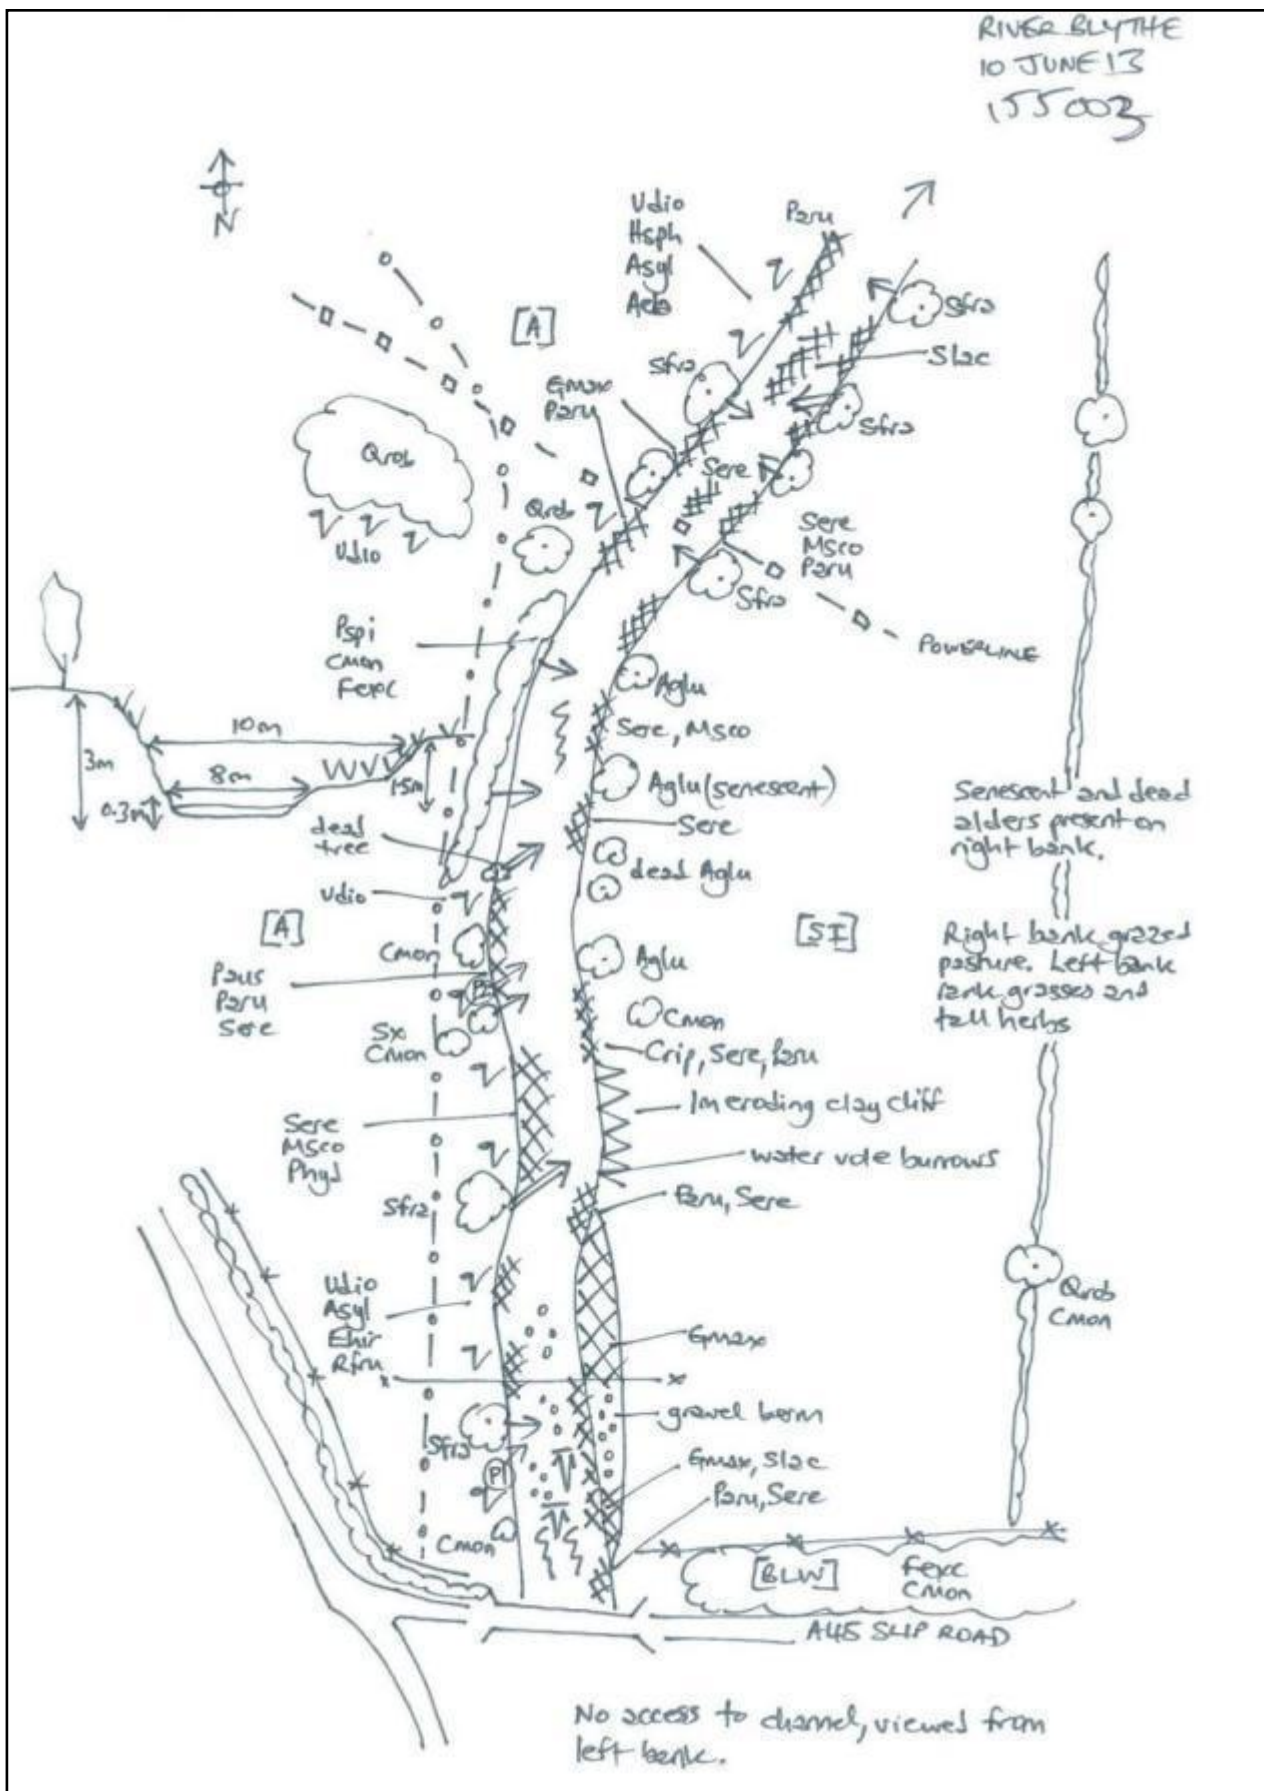 RIVER BLYTHE
10 JUNE 13
155003
N
Udio
Hsph
Asyl
Paru
[A]
Sfra
Sfra
Slac
Gmax
Paru
Sfra
Qrob
Udio
Qrob
Sere
Sere
Msco
Paru
Sfra
POWERLINE
Pspi
Cmon
Fexc
Aglu
Sere, Msco
10m
3m
8m
1.5m
0.3m
Aglu (senescent)
Sere
Senescent and dead
alders present on
right bank.
dead
tree
dead Aglu
Udio
[A]
[SI]
Cmon
Aglu
Right bank grazed
pasture. Left bank
rank grasses and
tall herbs
Paus
Paru
Sere
Sx
Cmon
Cmon
Crip, Sere, Paru
1m eroding clay cliff
Sere
Msco
water vole burrows
Sfra
Paru, Sere
Udio
Asyl
Ehir
Rfru
Qrob
Cmon
Gmax
gravel berm
Sfra
Gmax, Slac
P1
Paru, Sere
Cmon
[BLW]
Fexc
Cmon
A45 SLIP ROAD
No access to channel, viewed from
left bank.